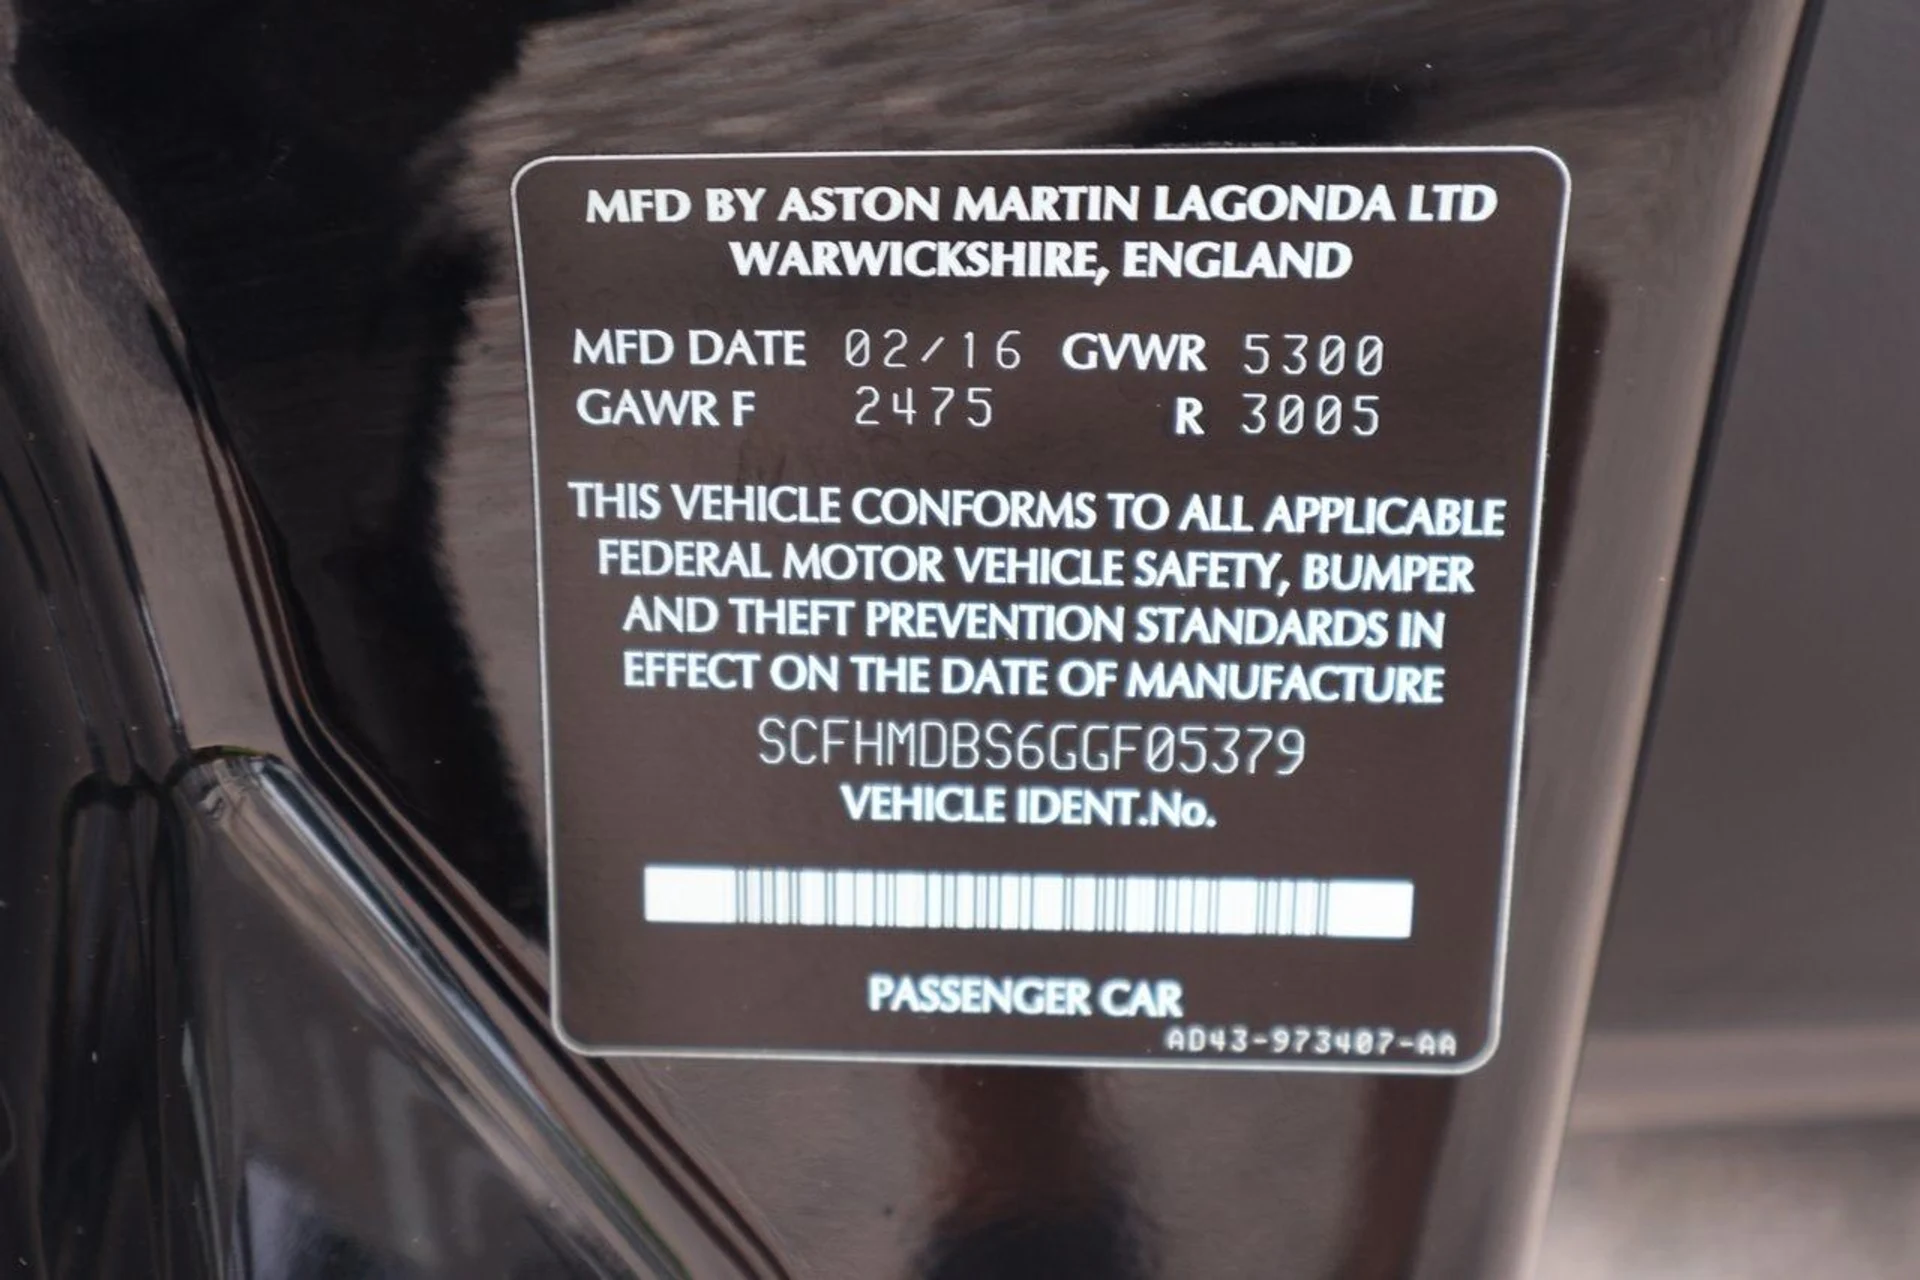 MFD BY ASTON MARTIN LAGONDA LTD
WARWICKSHIRE, ENGLAND
MFD DATE 02/16 GVWR 5300
GAWR F 2475 R 3005
THIS VEHICLE CONFORMS TO ALL APPLICABLE
FEDERAL MOTOR VEHICLE SAFETY, BUMPER
AND THEFT PREVENTION STANDARDS IN
EFFECT ON THE DATE OF MANUFACTURE
SCFHMDBS6GGF05379
VEHICLE IDENT.No.
PASSENGER CAR
AD43-973407-AA